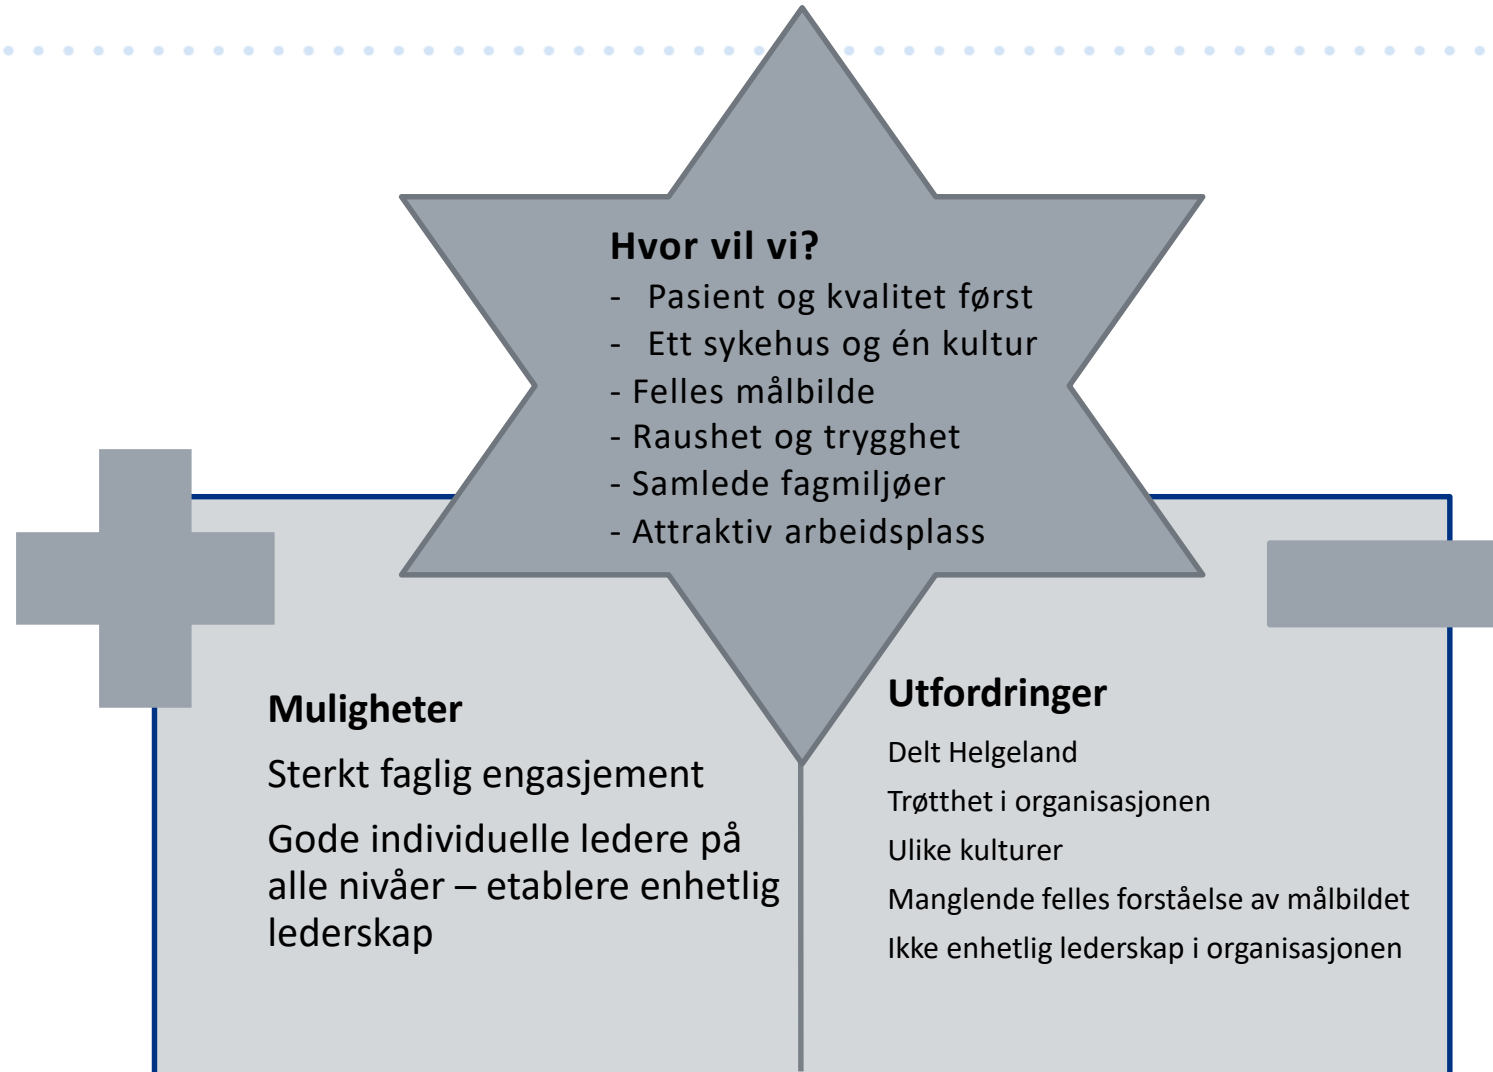 Hvor vil vi?
- Pasient og kvalitet først
- Ett sykehus og én kultur
- Felles målbilde
- Raushet og trygghet
- Samlede fagmiljøer
- Attraktiv arbeidsplass
Muligheter
Sterkt faglig engasjement
Gode individuelle ledere på
alle nivåer – etablere enhetlig
lederskap
Utfordringer
Delt Helgeland
Trøtthet i organisasjonen
Ulike kulturer
Manglende felles forståelse av målbildet
Ikke enhetlig lederskap i organisasjonen